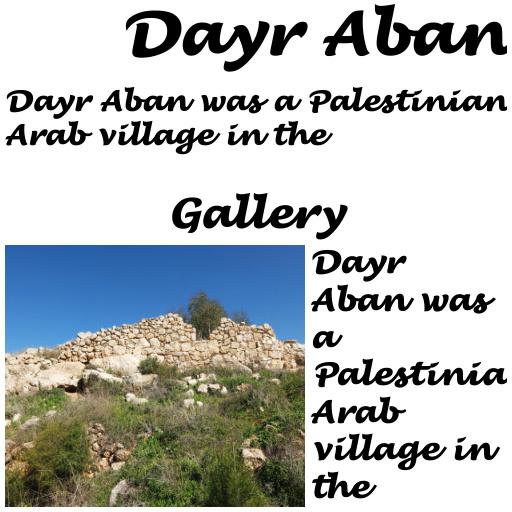 Dayr Aban
Dayr Aban was a Palestinian
Arab village in the
Gallery
Dayr
Aban was
a
Palestinia
Arab
village in
the